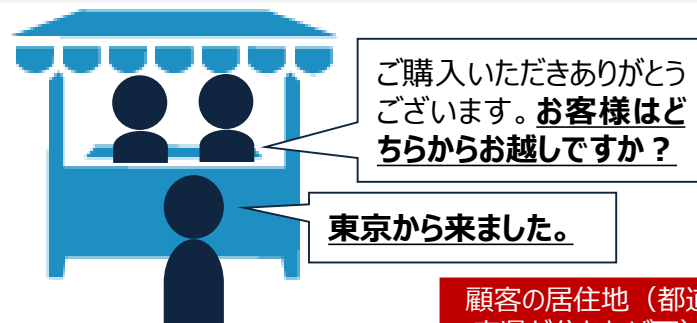 ご購入いただきありがとう
ございます。お客様はど
ちらからお越しですか？
東京から来ました。
顧客の居住地（都道